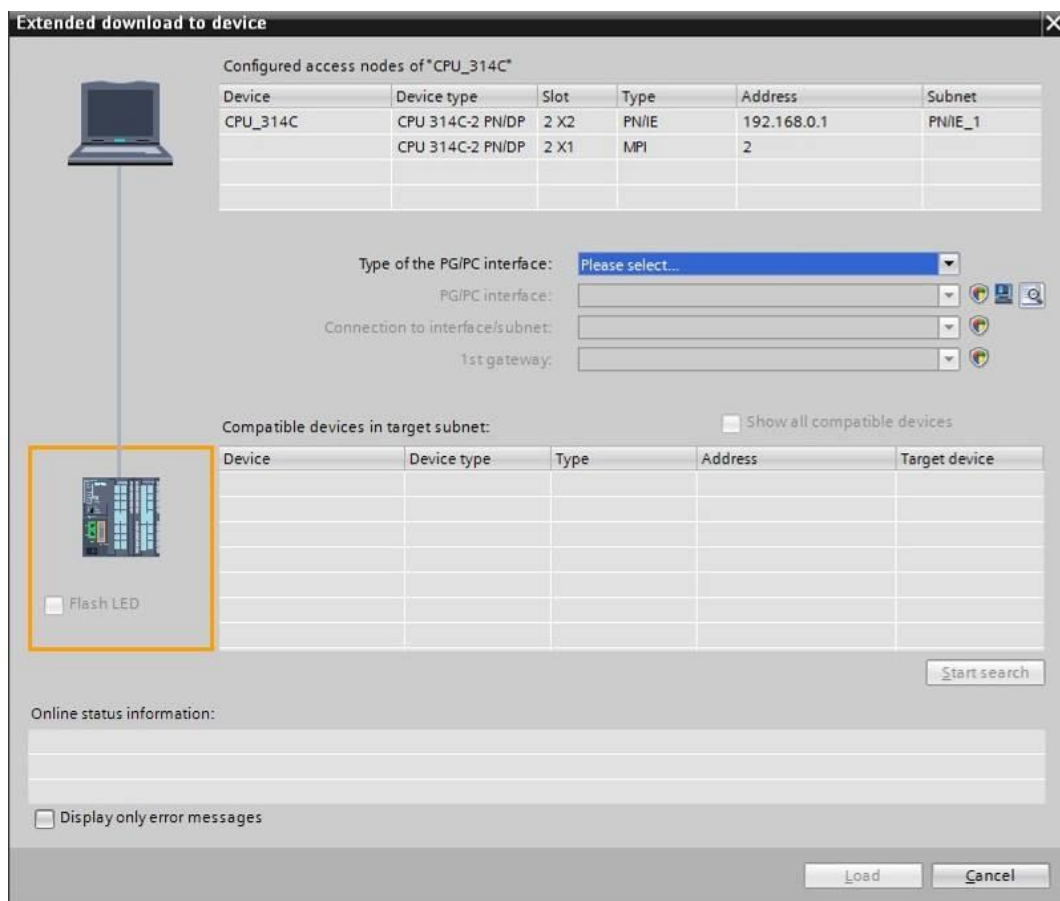 Extended download to device
Configured access nodes of "CPU_314C"
Device Device type Slot Type Address Subnet
CPU_314C CPU 314C-2 PN/DP 2 X2 PN/IE 192.168.0.1 PN/IE_1
CPU 314C-2 PN/DP 2 X1 MPI 2
Type of the PG/PC interface: Please select...
PG/PC interface:
Connection to interface/subnet:
1st gateway:
Compatible devices in target subnet: Show all compatible devices
Device Device type Type Address Target device
Flash LED
Start search
Online status information:
Display only error messages
Load Cancel